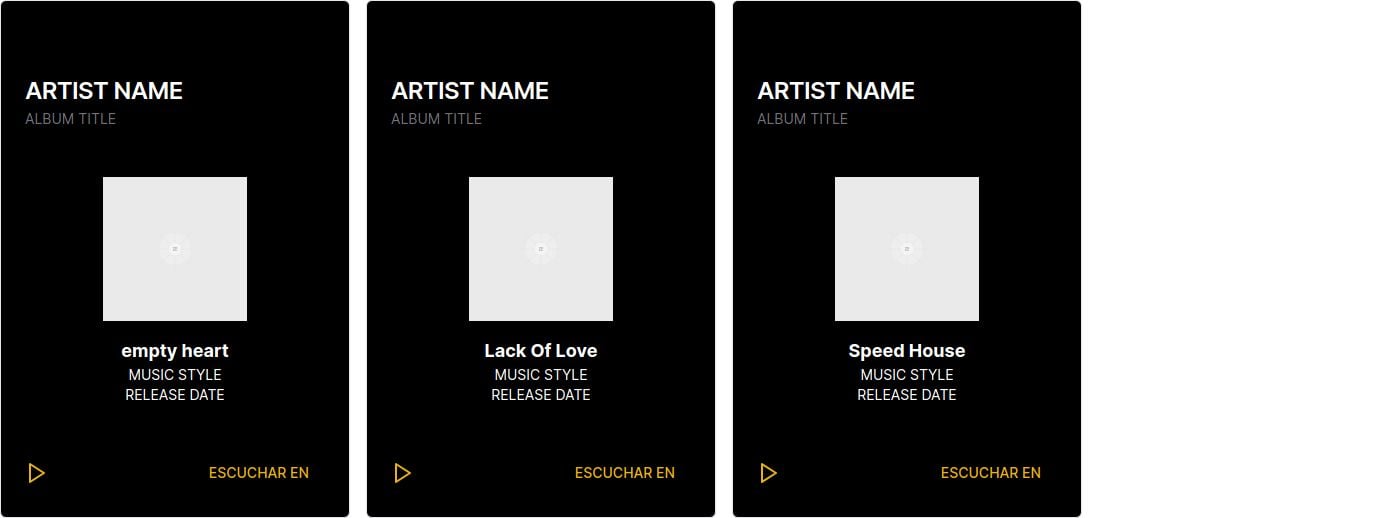 ARTIST NAME
ALBUM TITLE
empty heart
MUSIC STYLE
RELEASE DATE
ESCUCHAR EN
ARTIST NAME
ALBUM TITLE
Lack Of Love
MUSIC STYLE
RELEASE DATE
ESCUCHAR EN
ARTIST NAME
ALBUM TITLE
Speed House
MUSIC STYLE
RELEASE DATE
ESCUCHAR EN